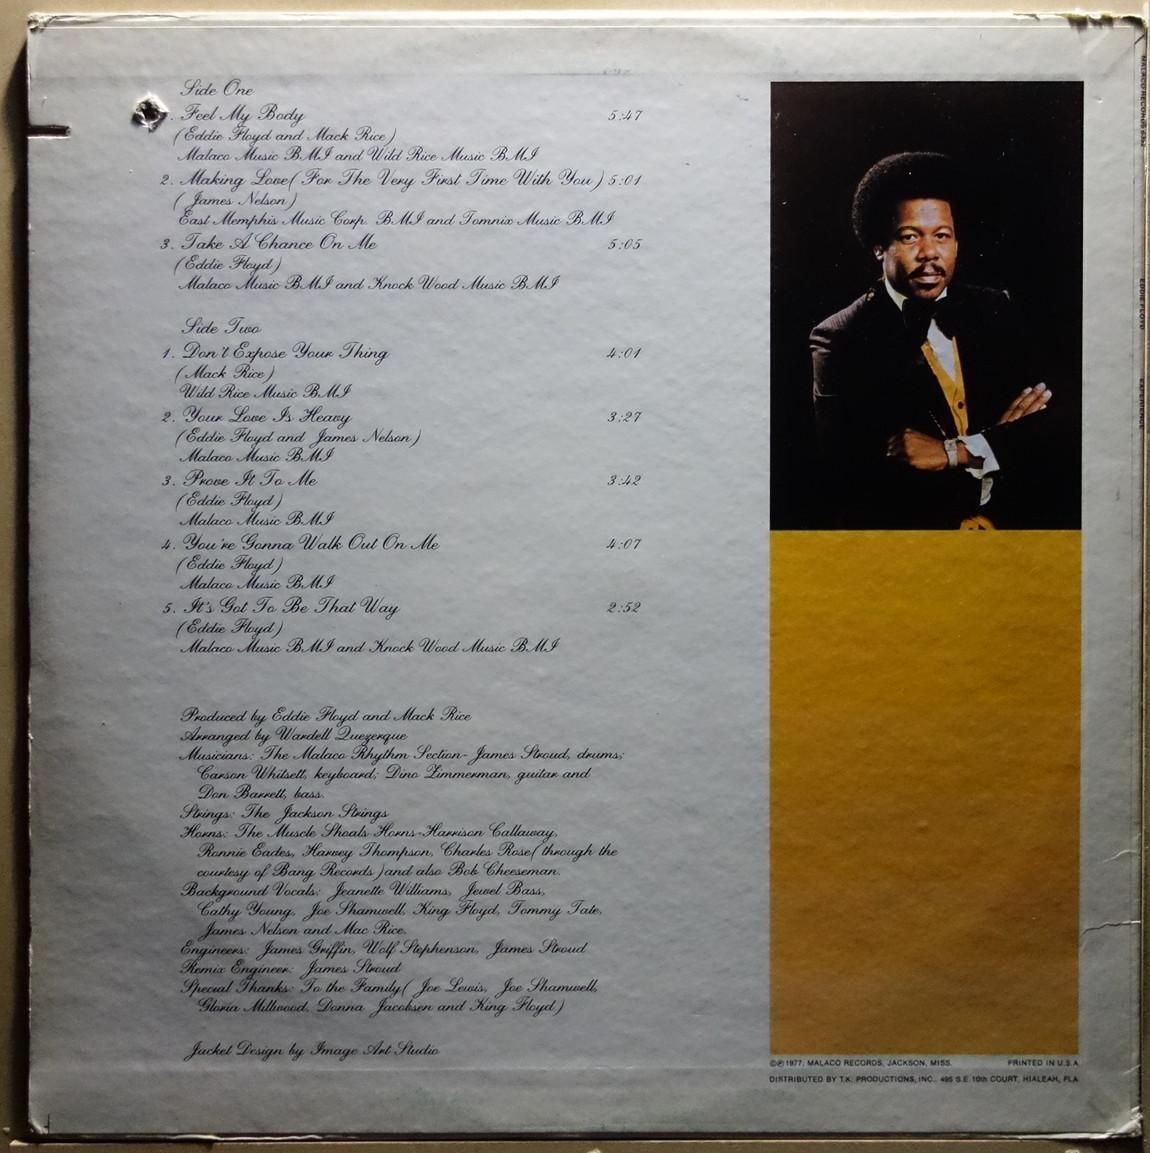 Side One
. Feel My Body 5:47
(Eddie Floyd and Mack Rice)
Malaco Music BMI and Wild Rice Music BMI
2. Making Love( For The Very First Time With You ) 5:01
( James Nelson )
East Memphis Music Corp. BMI and Tomnix Music BMI
3. Take A Chance On Me 5:05
(Eddie Floyd)
Malaco Music BMI and Knock Wood Music BMI
Side Two
1. Don't Expose Your Thing 4:01
( Mack Rice )
Wild Rice Music BMI
2. Your Love Is Heavy 3:27
(Eddie Floyd and James Nelson )
Malaco Music BMI
3. Prove It To Me 3:42
(Eddie Floyd )
Malaco Music BMI
4. You're Gonna Walk Out On Me 4:07
(Eddie Floyd )
Malaco Music BMI
5. It's Got To Be That Way 2:52
(Eddie Floyd )
Malaco Music BMI and Knock Wood Music BMI
Produced by Eddie Floyd and Mack Rice
Arranged by Wardell Quezerque
Musicians: The Malaco Rhythm Section- James Stroud, drums;
Carson Whitsett, keyboard; Dino Zimmerman, guitar and
Don Barrett, bass.
Strings: The Jackson Strings
Horns: The Muscle Shoals Horns-Harrison Callaway,
Ronnie Eades, Harvey Thompson, Charles Rose( through the
courtesy of Bang Records )and also Bob Cheeseman.
Background Vocals: Jeanette Williams, Jewel Bass,
Cathy Young, Joe Shamwell, King Floyd, Tommy Tate,
James Nelson and Mac Rice.
Engineers: James Griffin, Wolf Stephenson, James Stroud
Remix Engineer: James Stroud
Special Thanks: To the Family( Joe Lewis, Joe Shamwell,
Gloria Millwood, Donna Jacobsen and King Floyd )
Jacket Design by Image Art Studio
©℗ 1977, MALACO RECORDS, JACKSON, MISS. PRINTED IN U.S.A
DISTRIBUTED BY T.K. PRODUCTIONS, INC., 495 S.E. 10th COURT, HIALEAH, FLA
MALACO RECORDS
EDDIE FLOYD
EXPERIENCE